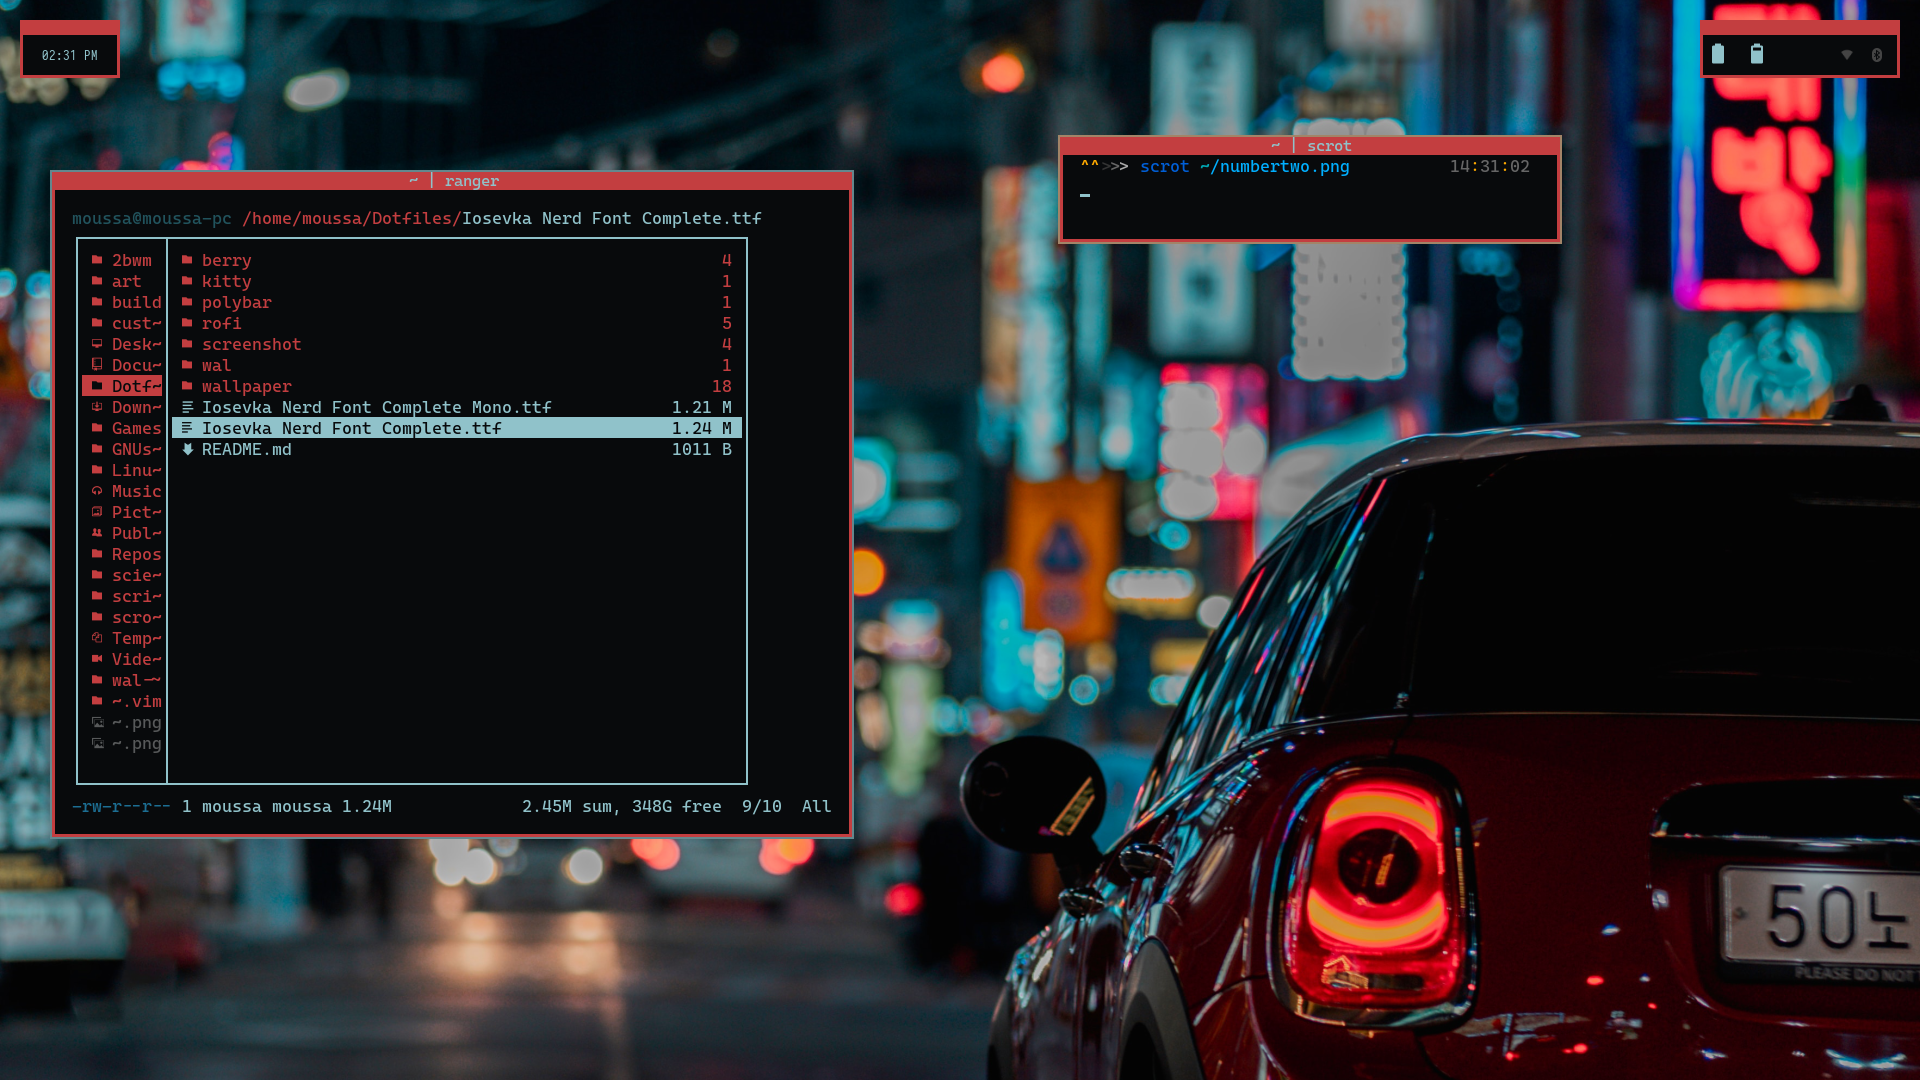 02:31 PM
~ | ranger
moussa@moussa-pc /home/moussa/Dotfiles/Iosevka Nerd Font Complete.ttf
2bwm
art
build
cust~
Desk~
Docu~
Dotf~
Down~
Games
GNUs~
Linu~
Music
Pict~
Publ~
Repos
scie~
scri~
scro~
Temp~
Vide~
wal-~
~.vim
~.png
~.png
berry 4
kitty 1
polybar 1
rofi 5
screenshot 4
wal 1
wallpaper 18
Iosevka Nerd Font Complete Mono.ttf 1.21 M
Iosevka Nerd Font Complete.ttf 1.24 M
README.md 1011 B
-rw-r--r-- 1 moussa moussa 1.24M 2.45M sum, 348G free 9/10 All
~ | scrot
^^>>> scrot ~/numbertwo.png 14:31:02
50노
PLEASE DO NOT